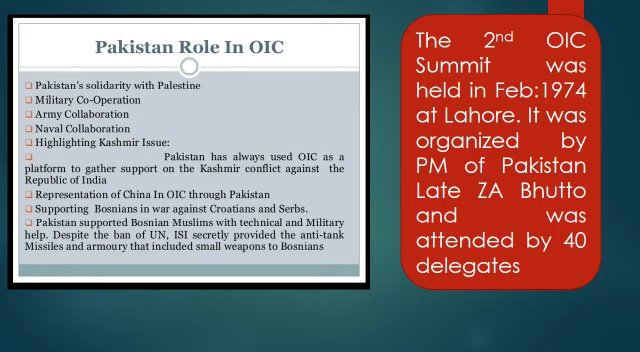 Pakistan Role In OIC
Pakistan's solidarity with Palestine
Military Co-Operation
Army Collaboration
Naval Collaboration
Highlighting Kashmir Issue:
Pakistan has always used OIC as a
platform to gather support on the Kashmir conflict against the
Republic of India
Representation of China In OIC through Pakistan
Supporting Bosnians in war against Croatians and Serbs.
Pakistan supported Bosnian Muslims with technical and Military
help. Despite the ban of UN, ISI secretly provided the anti-tank
Missiles and armoury that included small weapons to Bosnians
The 2nd OIC
Summit was
held in Feb:1974
at Lahore. It was
organized by
PM of Pakistan
Late ZA Bhutto
and was
attended by 40
delegates